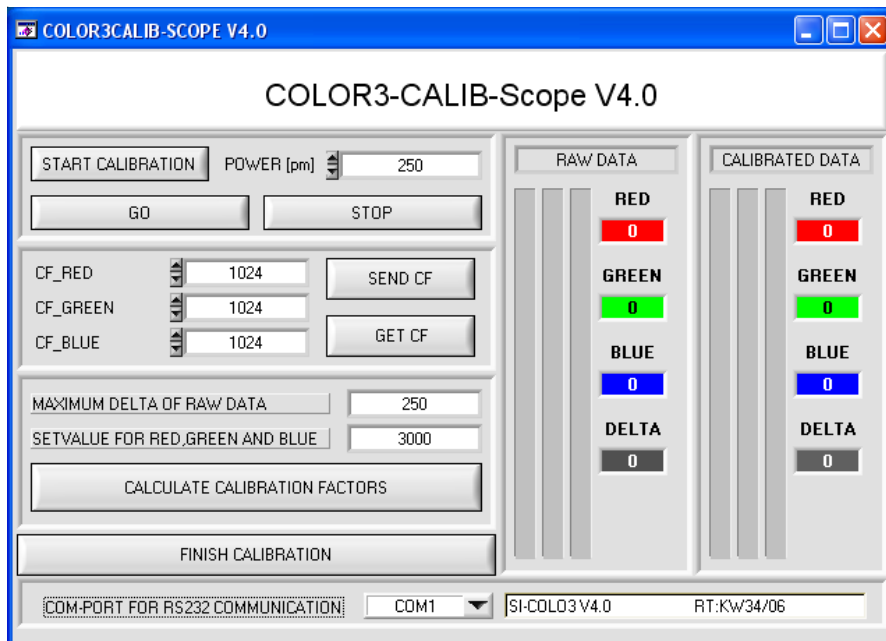 COLOR3CALIB-SCOPE V4.0
COLOR3-CALIB-Scope V4.0
START CALIBRATION POWER [pm] 250
GO STOP
CF_RED 1024 SEND CF
CF_GREEN 1024
CF_BLUE 1024 GET CF
MAXIMUM DELTA OF RAW DATA 250
SETVALUE FOR RED,GREEN AND BLUE 3000
CALCULATE CALIBRATION FACTORS
FINISH CALIBRATION
RAW DATA
RED
0
GREEN
0
BLUE
0
DELTA
0
CALIBRATED DATA
RED
0
GREEN
0
BLUE
0
DELTA
0
COM-PORT FOR RS232 COMMUNICATION COM1 SI-COLO3 V4.0 RT:KW34/06